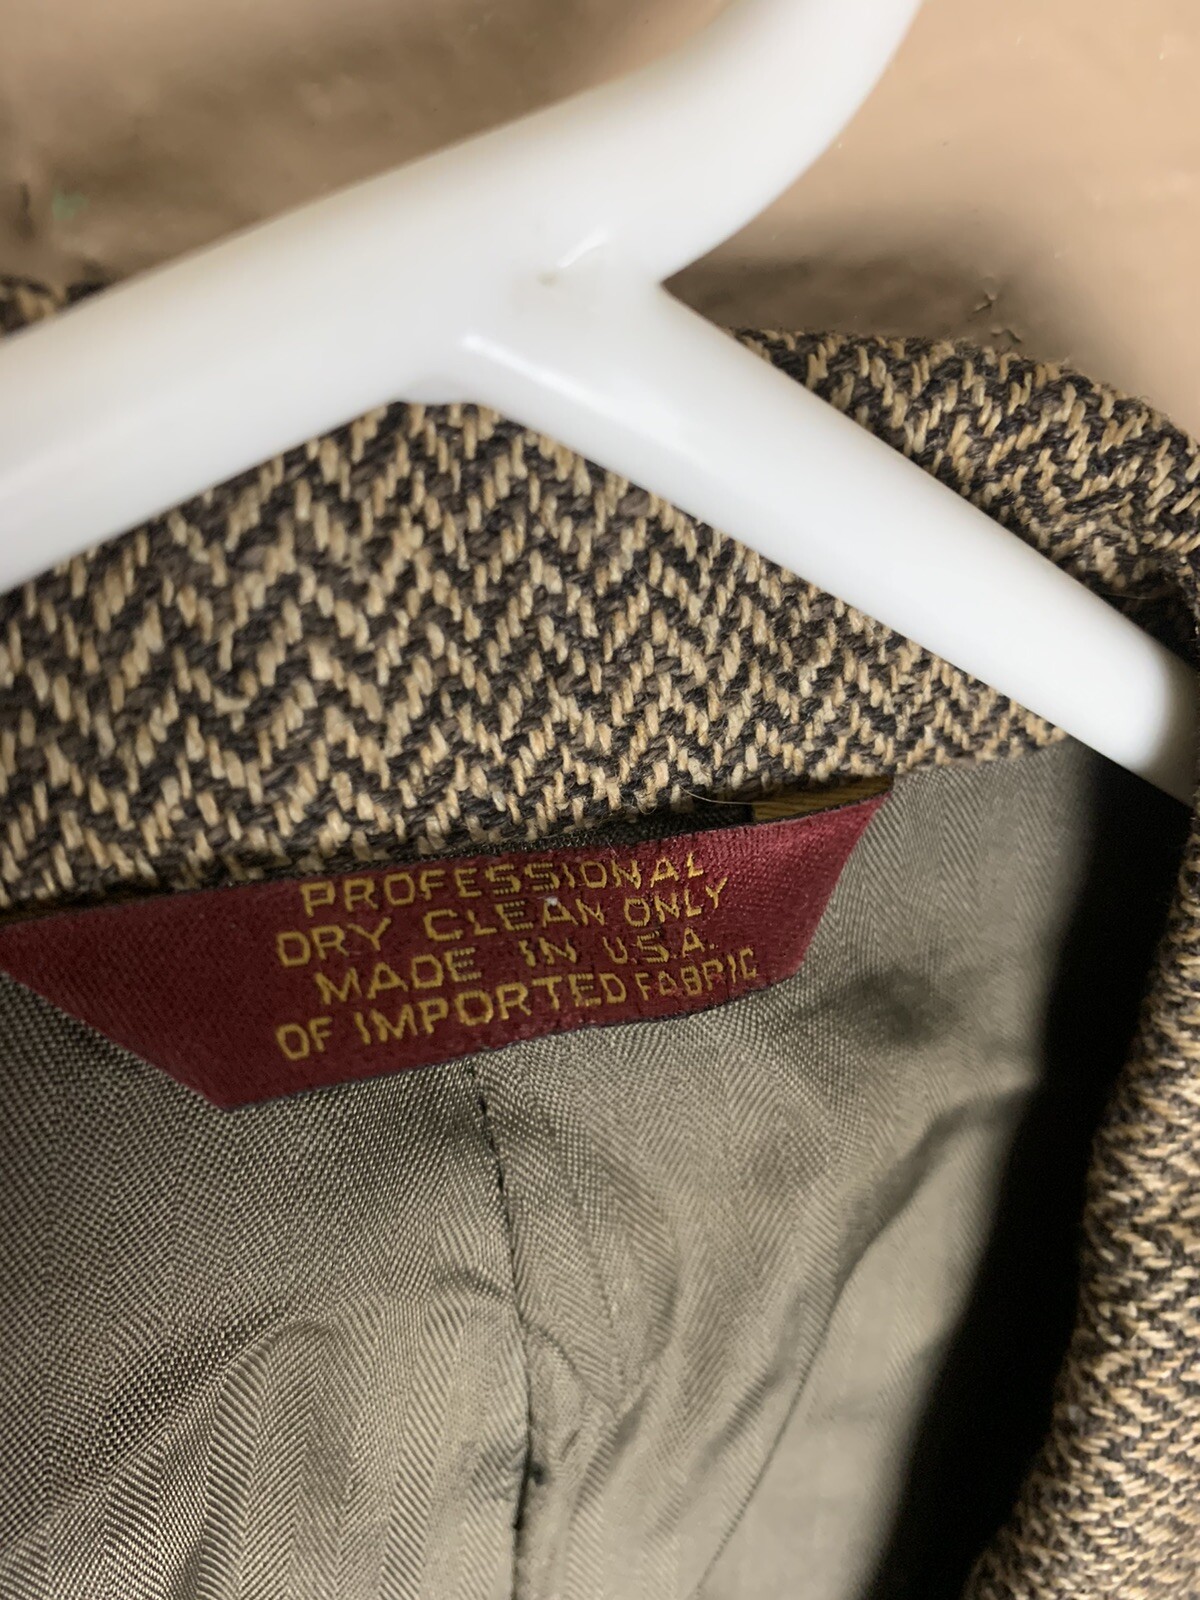 PROFESSIONAL
DRY CLEAN ONLY
MADE IN U.S.A.
OF IMPORTED FABRIC